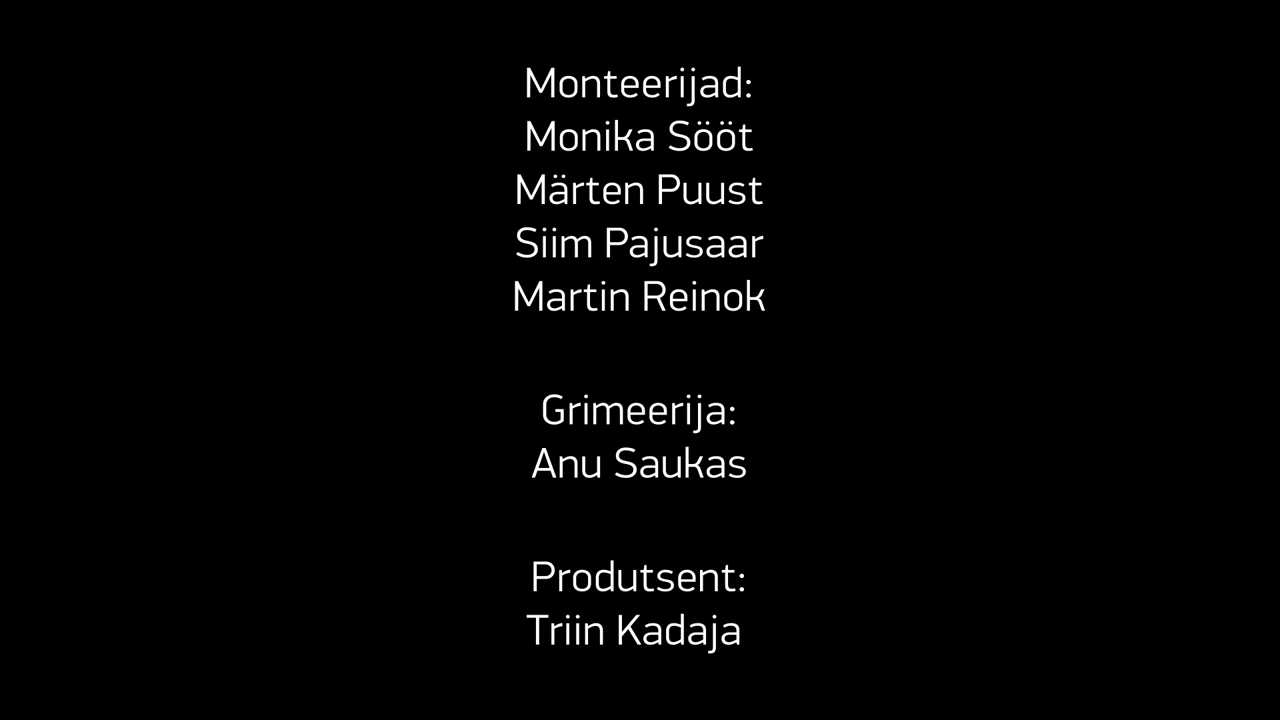 Monteerijad:
Monika Sööt
Märten Puust
Siim Pajusaar
Martin Reinok
Grimeerija:
Anu Saukas
Produtsent:
Triin Kadaja